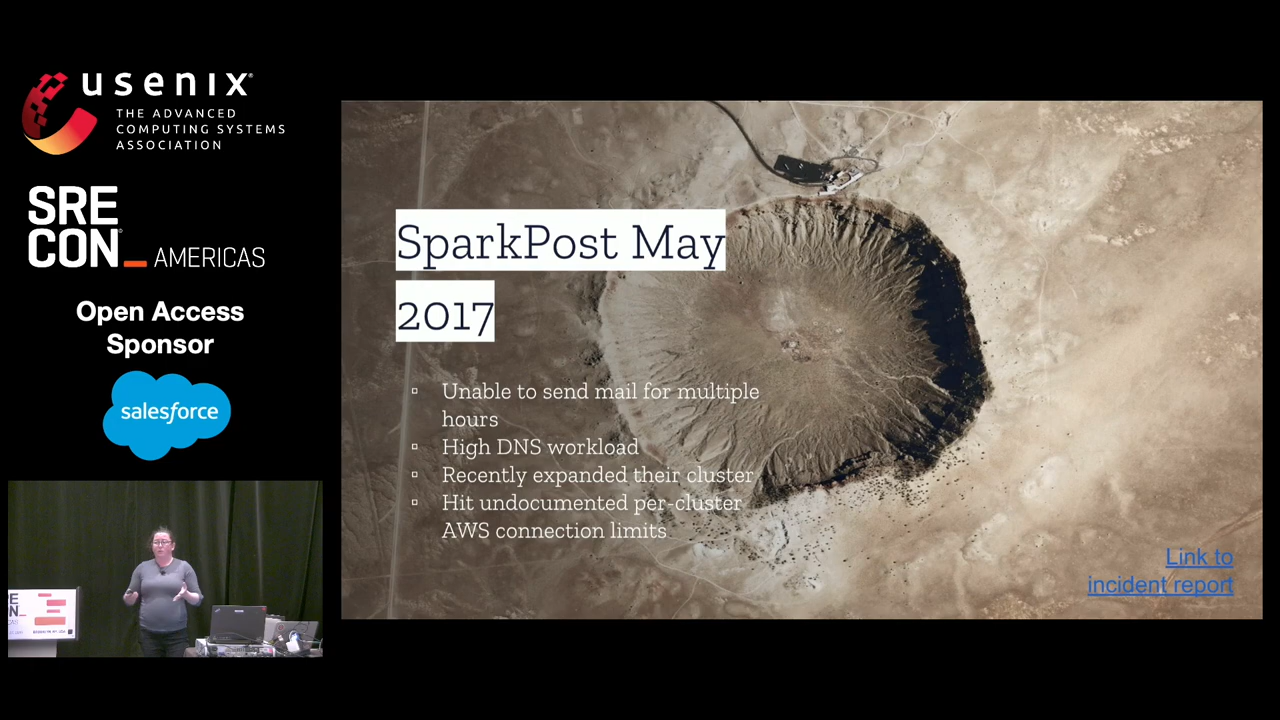 usenix®
THE ADVANCED
COMPUTING SYSTEMS
ASSOCIATION
SRE
CON_ AMERICAS
Open Access
Sponsor
salesforce
SparkPost May
2017
▫ Unable to send mail for multiple
hours
▫ High DNS workload
▫ Recently expanded their cluster
▫ Hit undocumented per-cluster
AWS connection limits
Link to
incident report